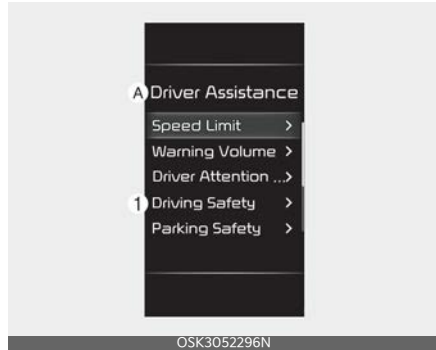 A Driver Assistance
Speed Limit >
Warning Volume >
Driver Attention ...>
1 Driving Safety >
Parking Safety >
OSK3052296N